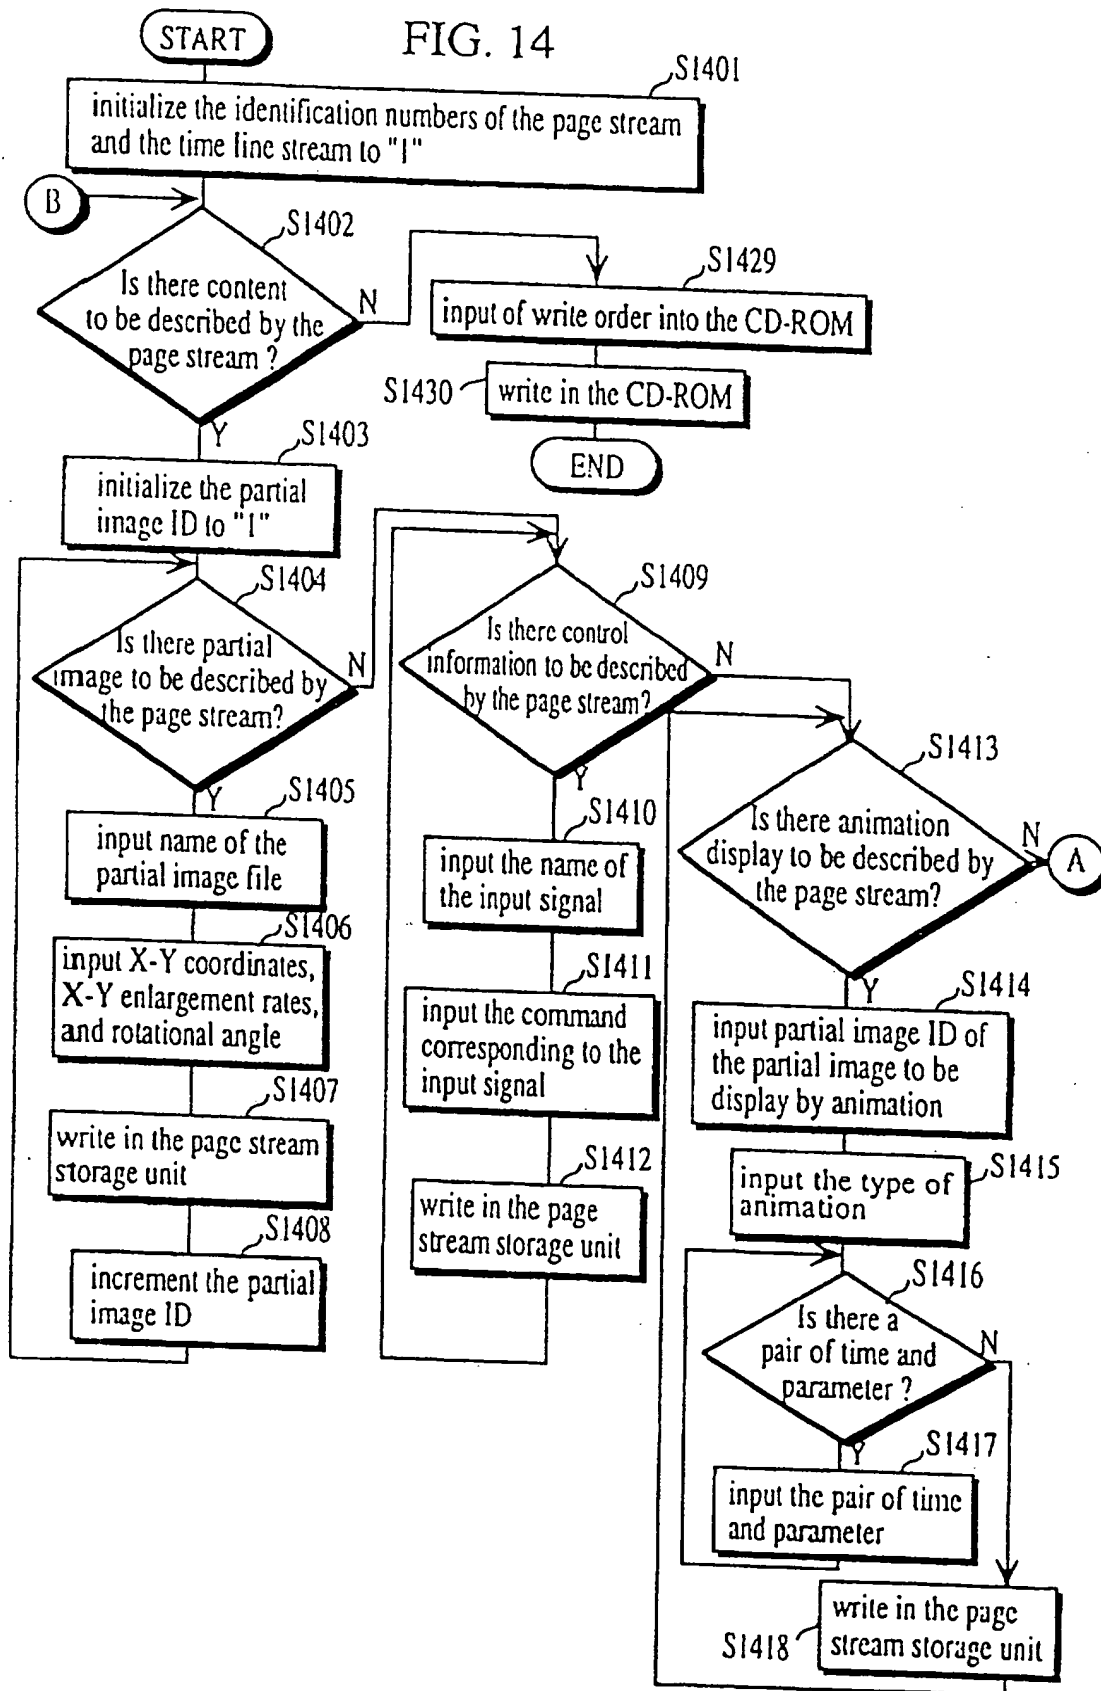 START
FIG. 14
S1401
initialize the identification numbers of the page stream
and the time line stream to "1"
B
S1402
Is there content
to be described by the
page stream ?
N
Y
S1429
input of write order into the CD-ROM
S1430
write in the CD-ROM
END
S1403
initialize the partial
image ID to "1"
S1404
Is there partial
image to be described by
the page stream?
N
Y
S1405
input name of the
partial image file
S1406
input X-Y coordinates,
X-Y enlargement rates,
and rotational angle
S1407
write in the page stream
storage unit
S1408
increment the partial
image ID
S1409
Is there control
information to be described
by the page stream?
N
Y
S1410
input the name of
the input signal
S1411
input the command
corresponding to the
input signal
S1412
write in the page
stream storage unit
S1413
Is there animation
display to be described by
the page stream?
N
A
Y
S1414
input partial image ID of
the partial image to be
display by animation
S1415
input the type of
animation
S1416
Is there a
pair of time and
parameter ?
N
Y
S1417
input the pair of time
and parameter
S1418
write in the page
stream storage unit